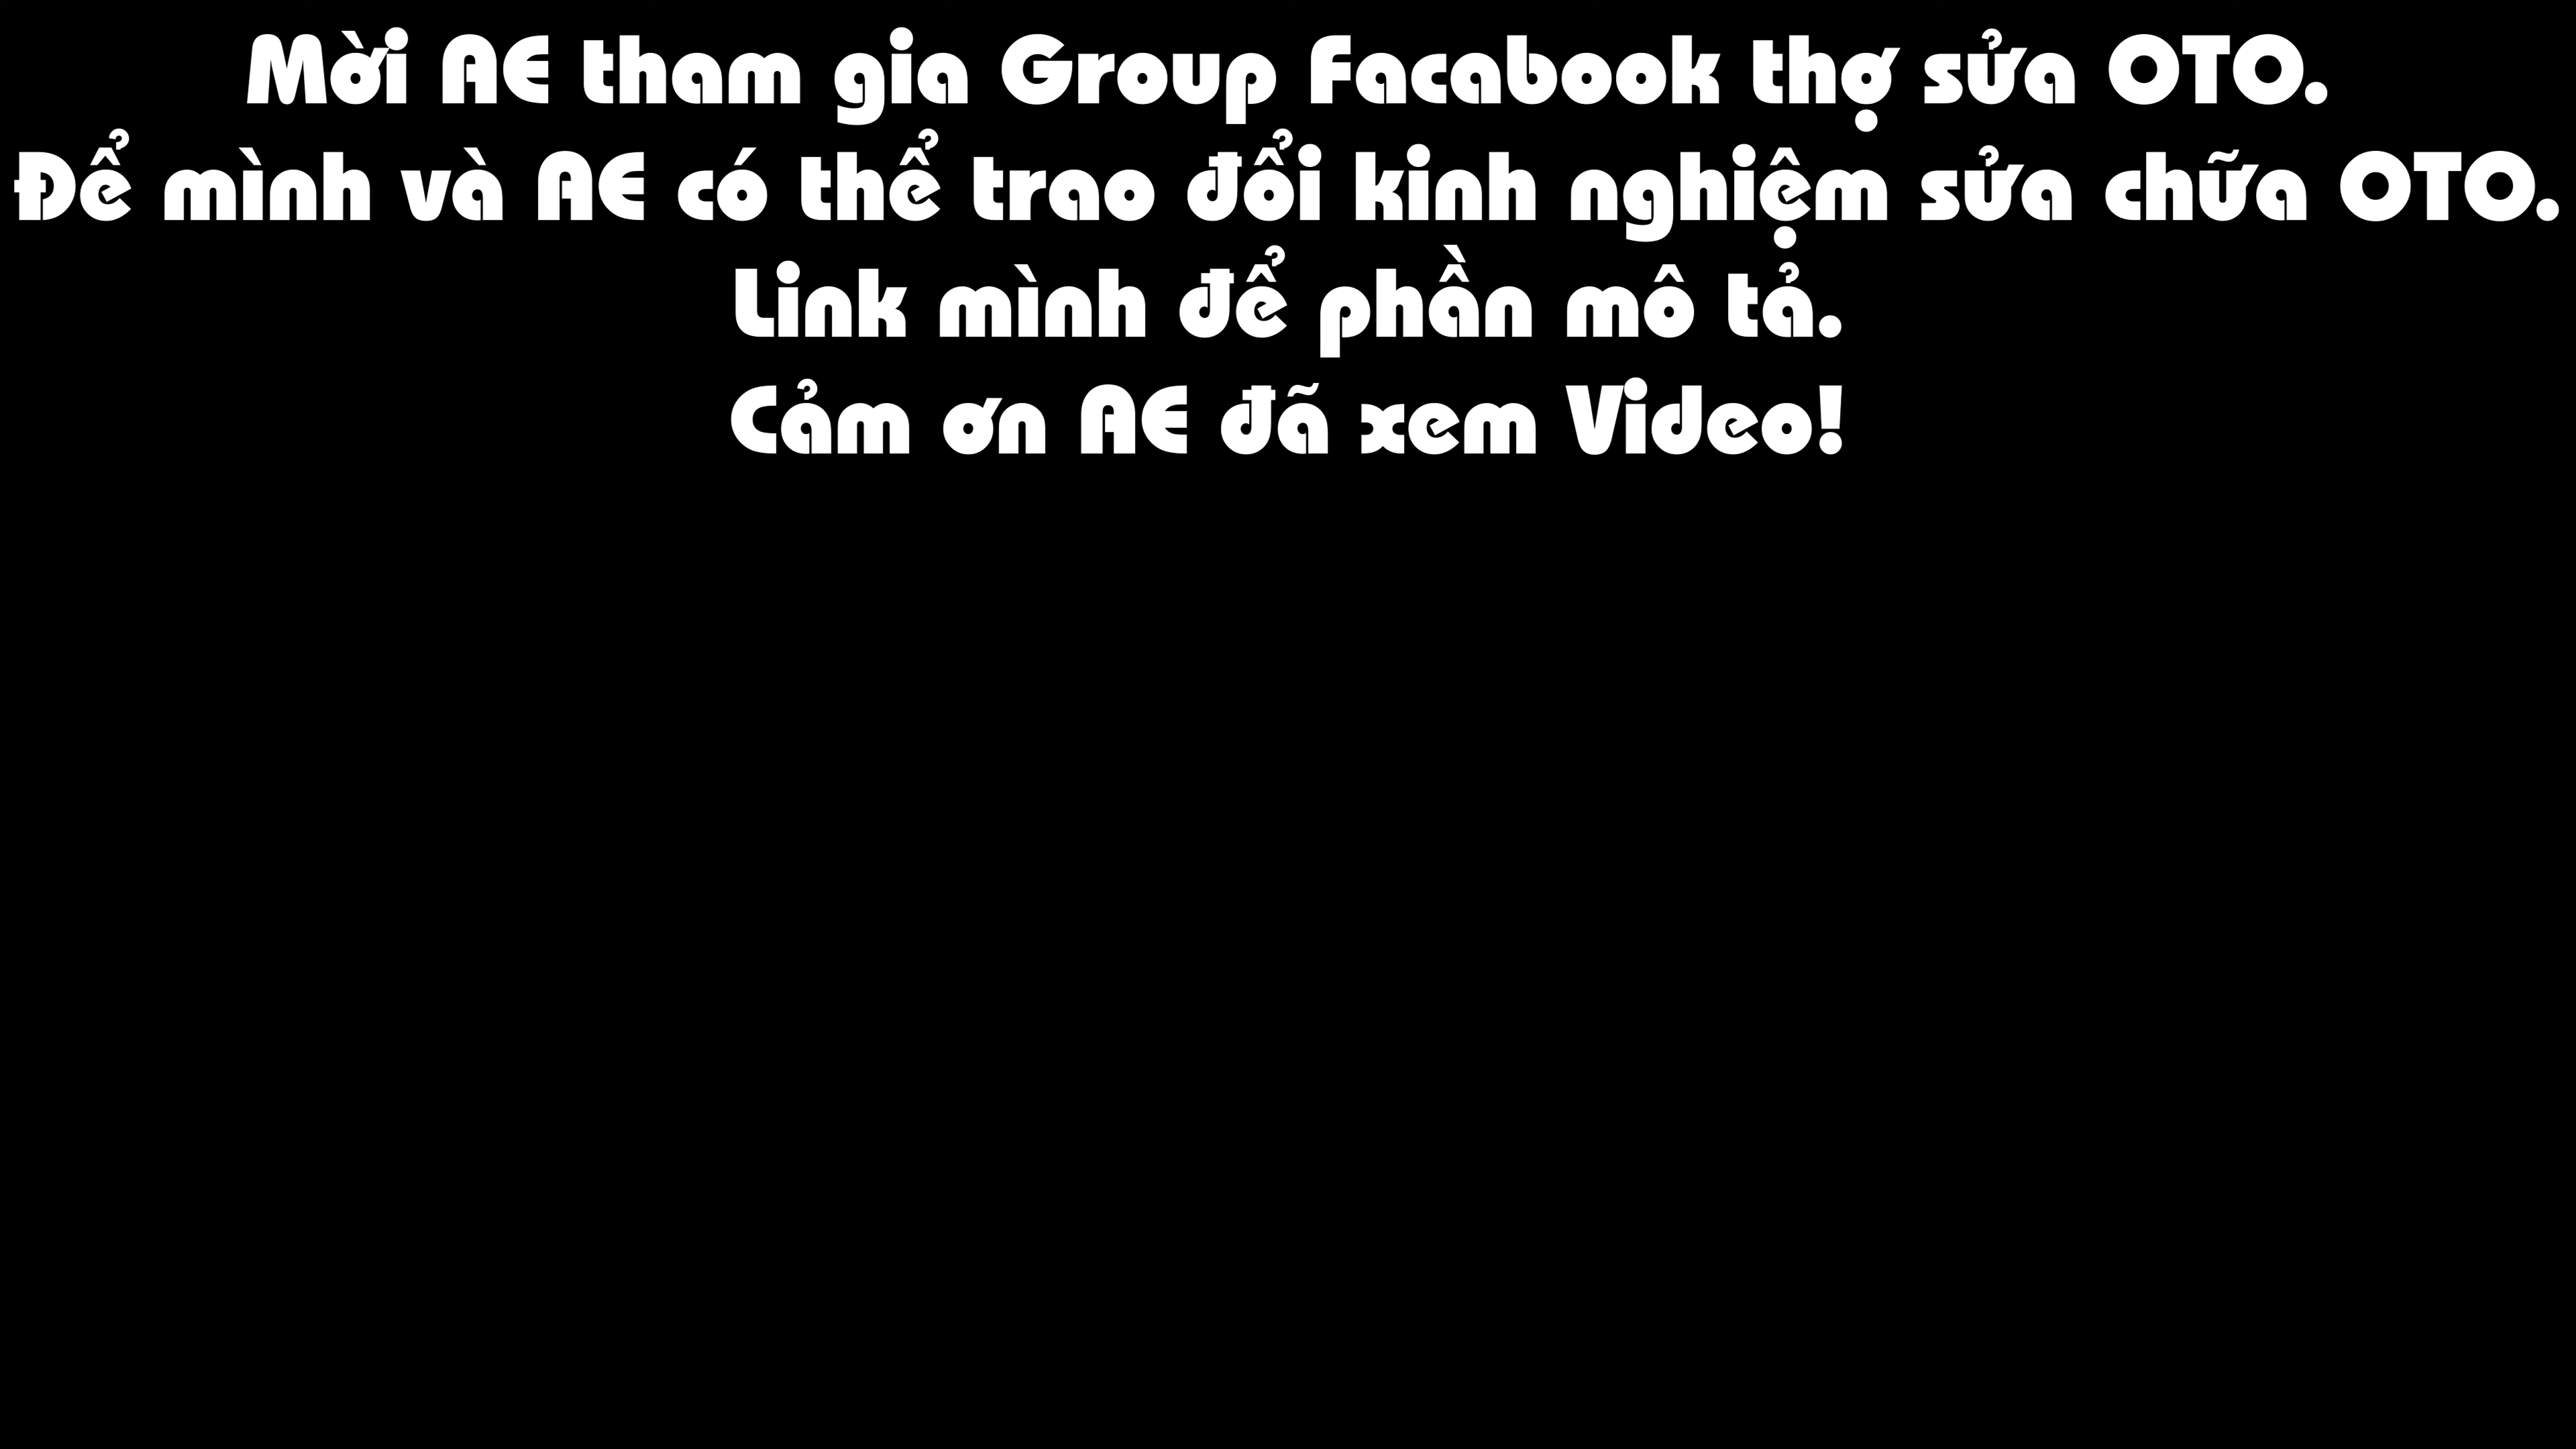 Mời AE tham gia Group Facabook thợ sửa OTO.
Để mình và AE có thể trao đổi kinh nghiệm sửa chữa OTO.
Link mình để phần mô tả.
Cảm ơn AE đã xem Video!